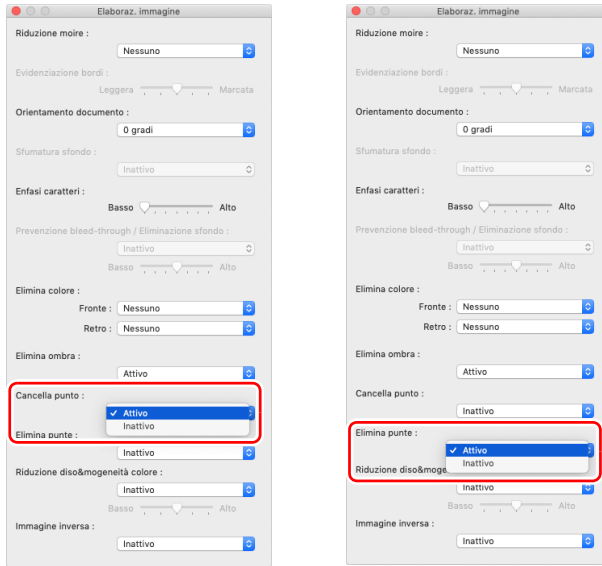 Elaboraz. immagine
Riduzione moire :
Nessuno
Evidenziazione bordi :
Leggera Marcata
Orientamento documento :
0 gradi
Sfumatura sfondo :
Inattivo
Enfasi caratteri :
Basso Alto
Prevenzione bleed-through / Eliminazione sfondo :
Inattivo
Basso Alto
Elimina colore :
Fronte : Nessuno
Retro : Nessuno
Elimina ombra :
Attivo
Cancella punto :
✓ Attivo
Inattivo
Elimina punte :
Inattivo
Riduzione diso&mogeneità colore :
Inattivo
Basso Alto
Immagine inversa :
Inattivo
Elaboraz. immagine
Riduzione moire :
Nessuno
Evidenziazione bordi :
Leggera Marcata
Orientamento documento :
0 gradi
Sfumatura sfondo :
Inattivo
Enfasi caratteri :
Basso Alto
Prevenzione bleed-through / Eliminazione sfondo :
Inattivo
Basso Alto
Elimina colore :
Fronte : Nessuno
Retro : Nessuno
Elimina ombra :
Attivo
Cancella punto :
Inattivo
Elimina punte :
✓ Attivo
Inattivo
Riduzione diso&moge
Inattivo
Basso Alto
Immagine inversa :
Inattivo